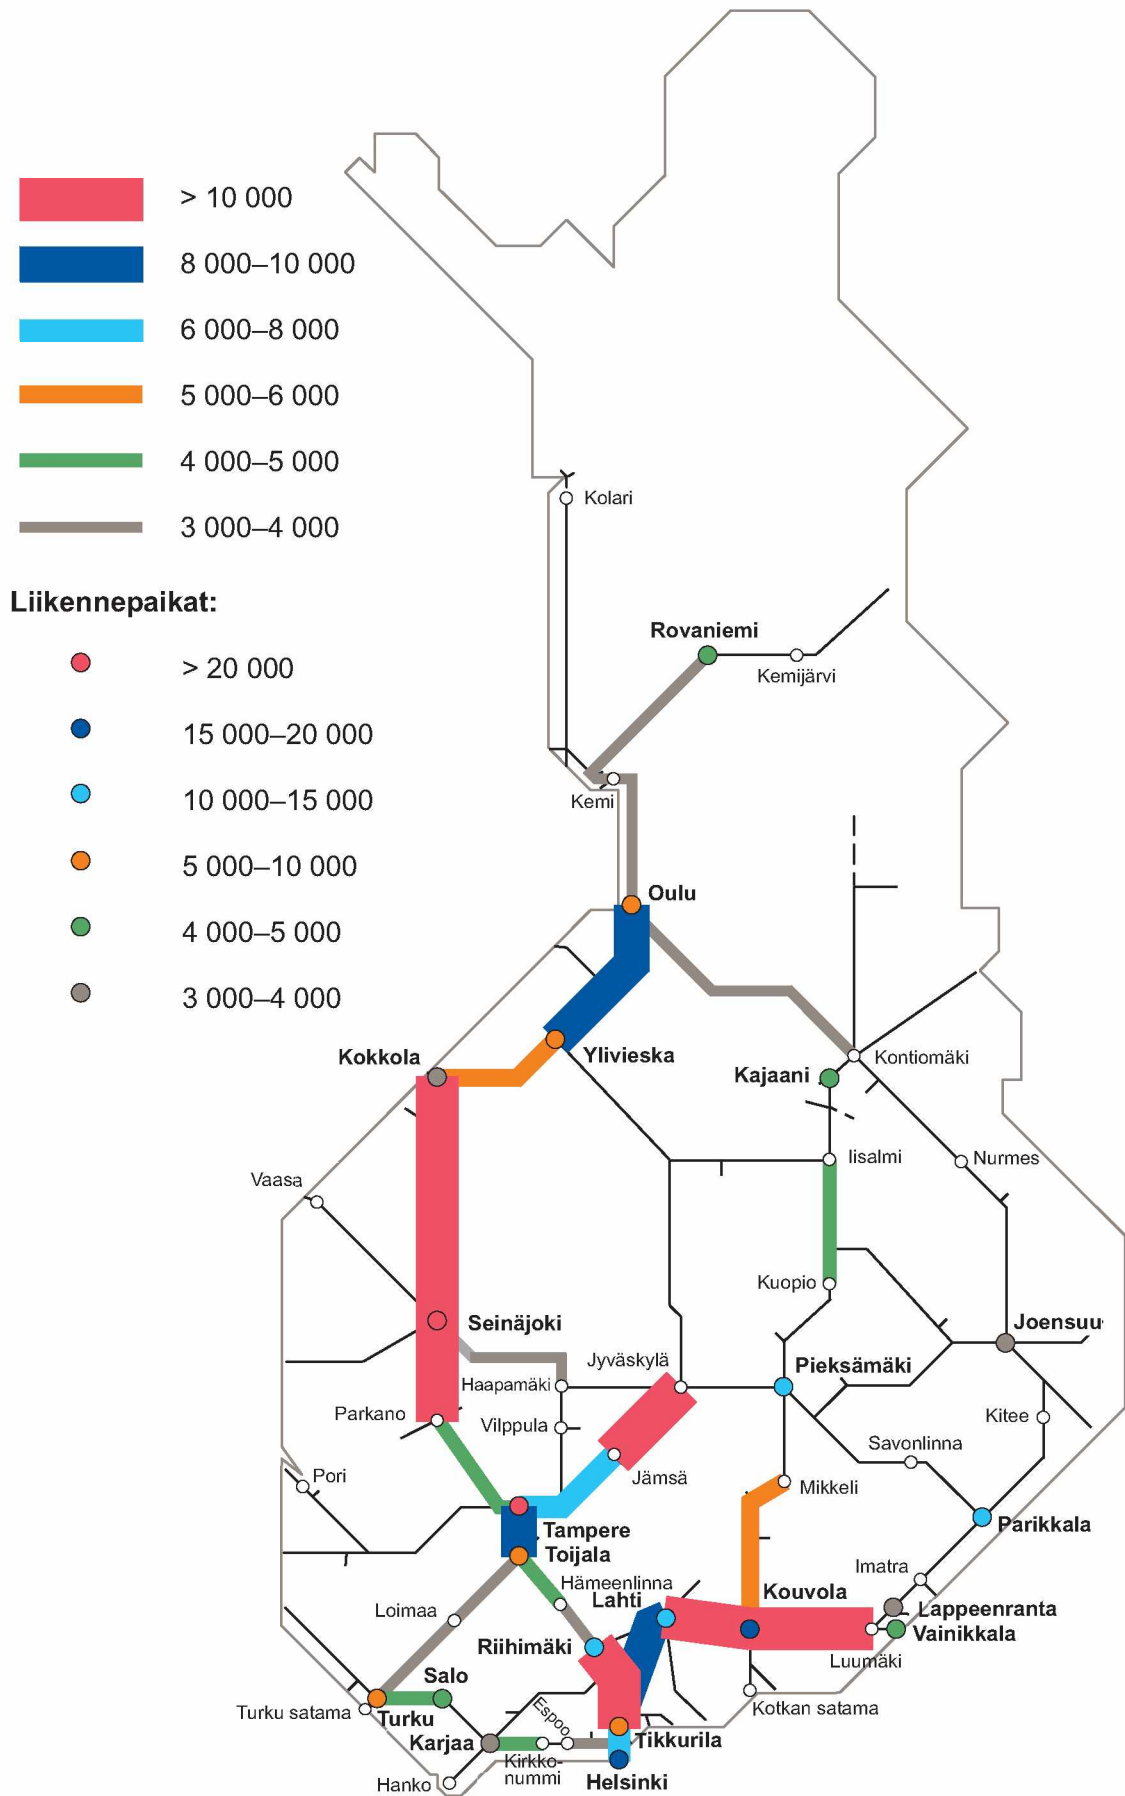 > 10 000
8 000–10 000
6 000–8 000
5 000–6 000
4 000–5 000
3 000–4 000
Liikennepaikat:
> 20 000
15 000–20 000
10 000–15 000
5 000–10 000
4 000–5 000
3 000–4 000
Kolari
Rovaniemi
Kemijärvi
Kemi
Oulu
Kokkola
Ylivieska
Kajaani
Kontiomäki
Iisalmi
Nurmes
Vaasa
Kuopio
Seinäjoki
Joensuu
Jyväskylä
Pieksämäki
Haapamäki
Parkano
Vilppula
Kitee
Savonlinna
Pori
Jämsä
Mikkeli
Parikkala
Tampere
Toijala
Imatra
Hämeenlinna
Kouvola
Lahti
Loimaa
Lappeenranta
Vainikkala
Riihimäki
Luumäki
Salo
Kotkan satama
Turku satama
Turku
Espoo
Karjaa
Tikkurila
Kirkko-
nummi
Hanko
Helsinki